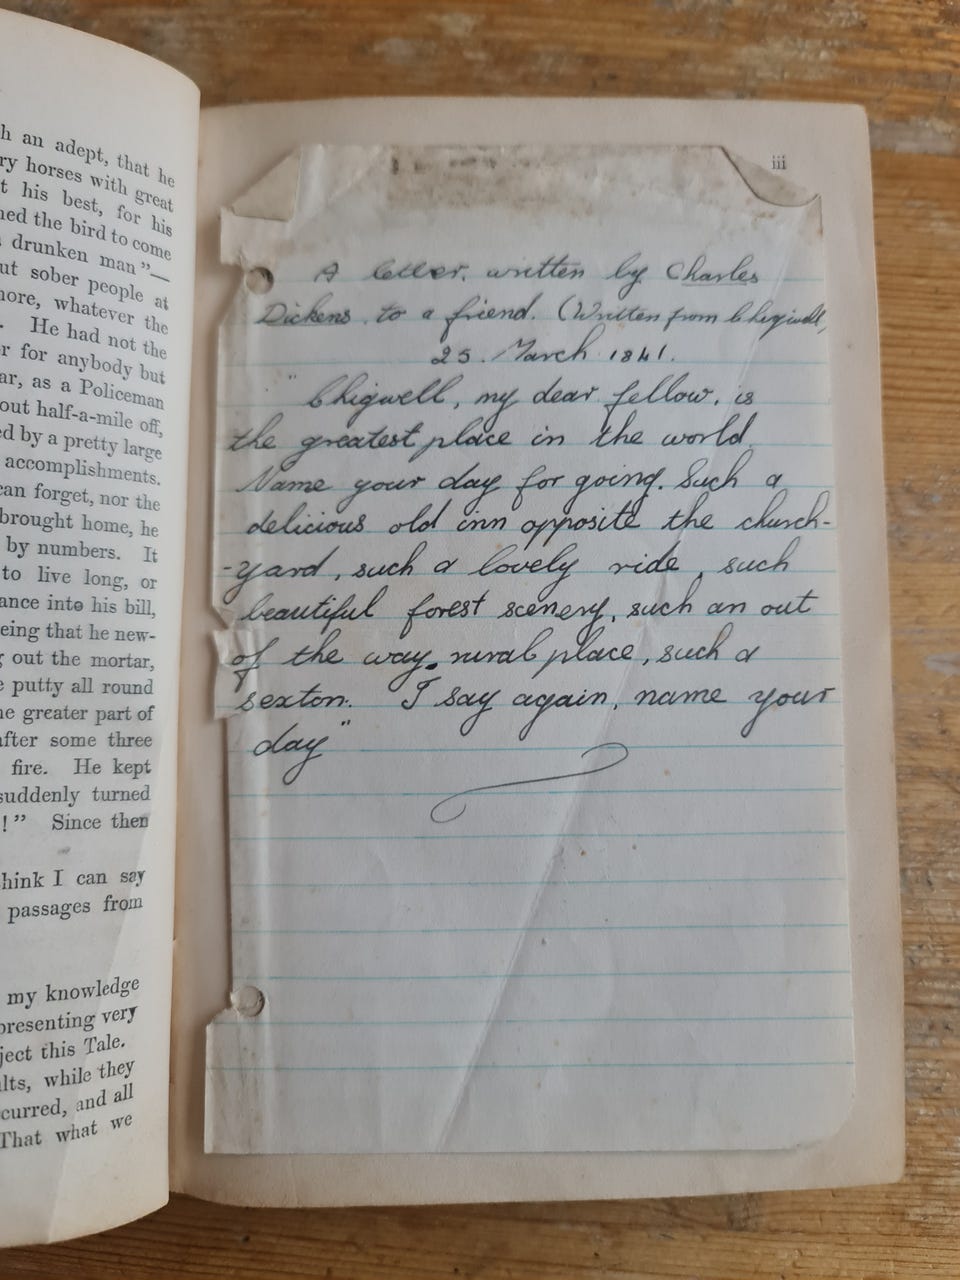 h an adept, that he
ry horses with great
t his best, for his
ned the bird to come
drunken man"—
ut sober people at
nore, whatever the
. He had not the
r for anybody but
ar, as a Policeman
out half-a-mile off,
ed by a pretty large
accomplishments.
can forget, nor the
brought home, he
by numbers. It
to live long, or
ance into his bill,
eing that he new-
g out the mortar,
e putty all round
ne greater part of
after some three
fire. He kept
suddenly turned
!" Since then
hink I can say
passages from
my knowledge
presenting very
ject this Tale.
ults, while they
curred, and all
That what we
iii
A letter. written by Charles
Dickens to a friend. (Written from Chigwell,
25. March 1841.
"Chigwell, my dear fellow, is
the greatest place in the world.
Name your day for going. Such a
delicious old inn opposite the church-
-yard, such a lovely ride, such
beautiful forest scenery, such an out
of the way, rural place, such a
sexton. I say again, name your
day"